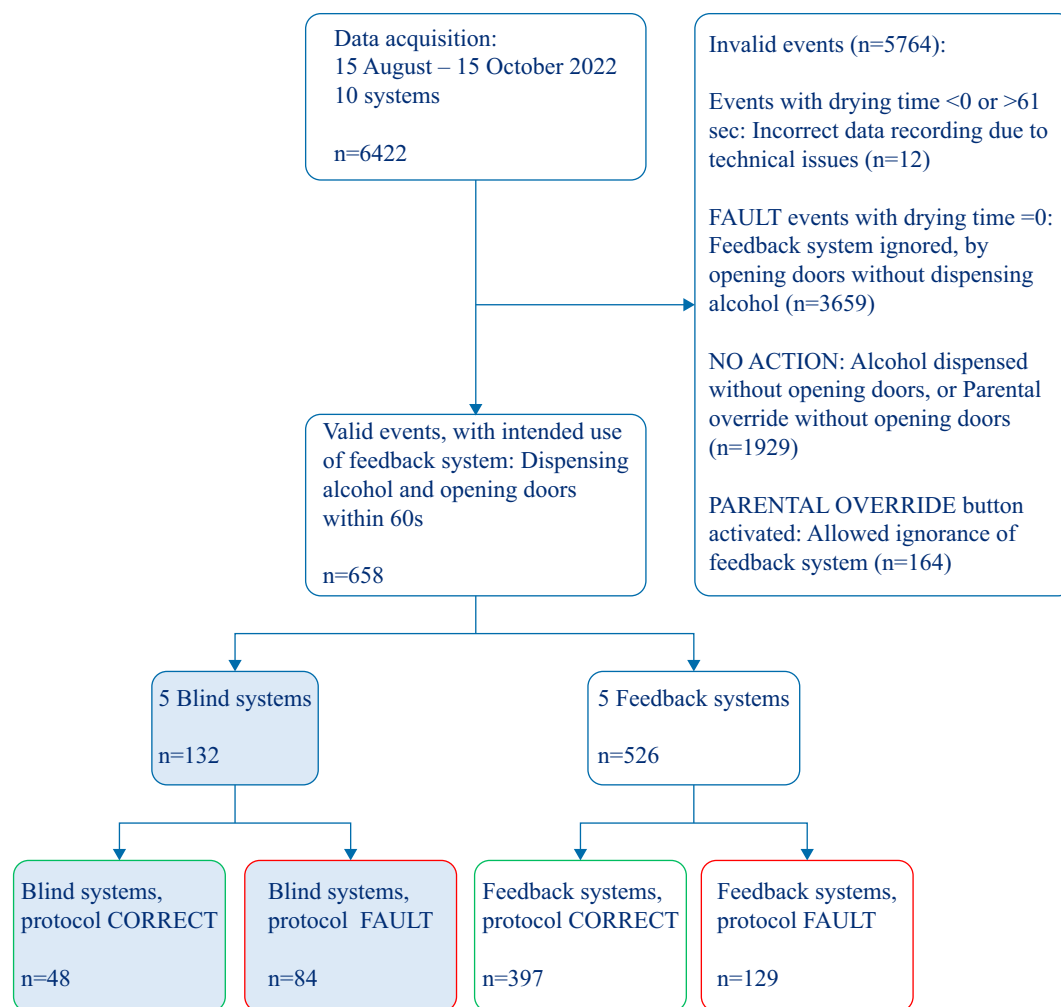 Data acquisition:
15 August – 15 October 2022
10 systems
n=6422
Invalid events (n=5764):
Events with drying time <0 or >61
sec: Incorrect data recording due to
technical issues (n=12)
FAULT events with drying time =0:
Feedback system ignored, by
opening doors without dispensing
alcohol (n=3659)
NO ACTION: Alcohol dispensed
without opening doors, or Parental
override without opening doors
(n=1929)
PARENTAL OVERRIDE button
activated: Allowed ignorance of
feedback system (n=164)
Valid events, with intended use
of feedback system: Dispensing
alcohol and opening doors
within 60s
n=658
5 Blind systems
n=132
5 Feedback systems
n=526
Blind systems,
protocol CORRECT
n=48
Blind systems,
protocol FAULT
n=84
Feedback systems,
protocol CORRECT
n=397
Feedback systems,
protocol FAULT
n=129